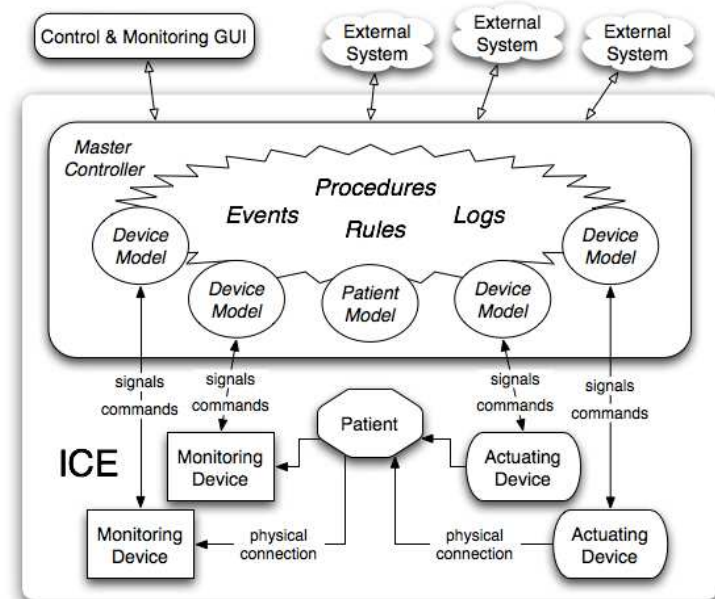 Control & Monitoring GUI
External
System
External
System
External
System
Master
Controller
Procedures
Events
Rules
Logs
Device
Model
Device
Model
Patient
Model
Device
Model
Device
Model
signals
commands
signals
commands
signals
commands
signals
commands
ICE
Patient
Monitoring
Device
Actuating
Device
Monitoring
Device
physical
connection
physical
connection
Actuating
Device